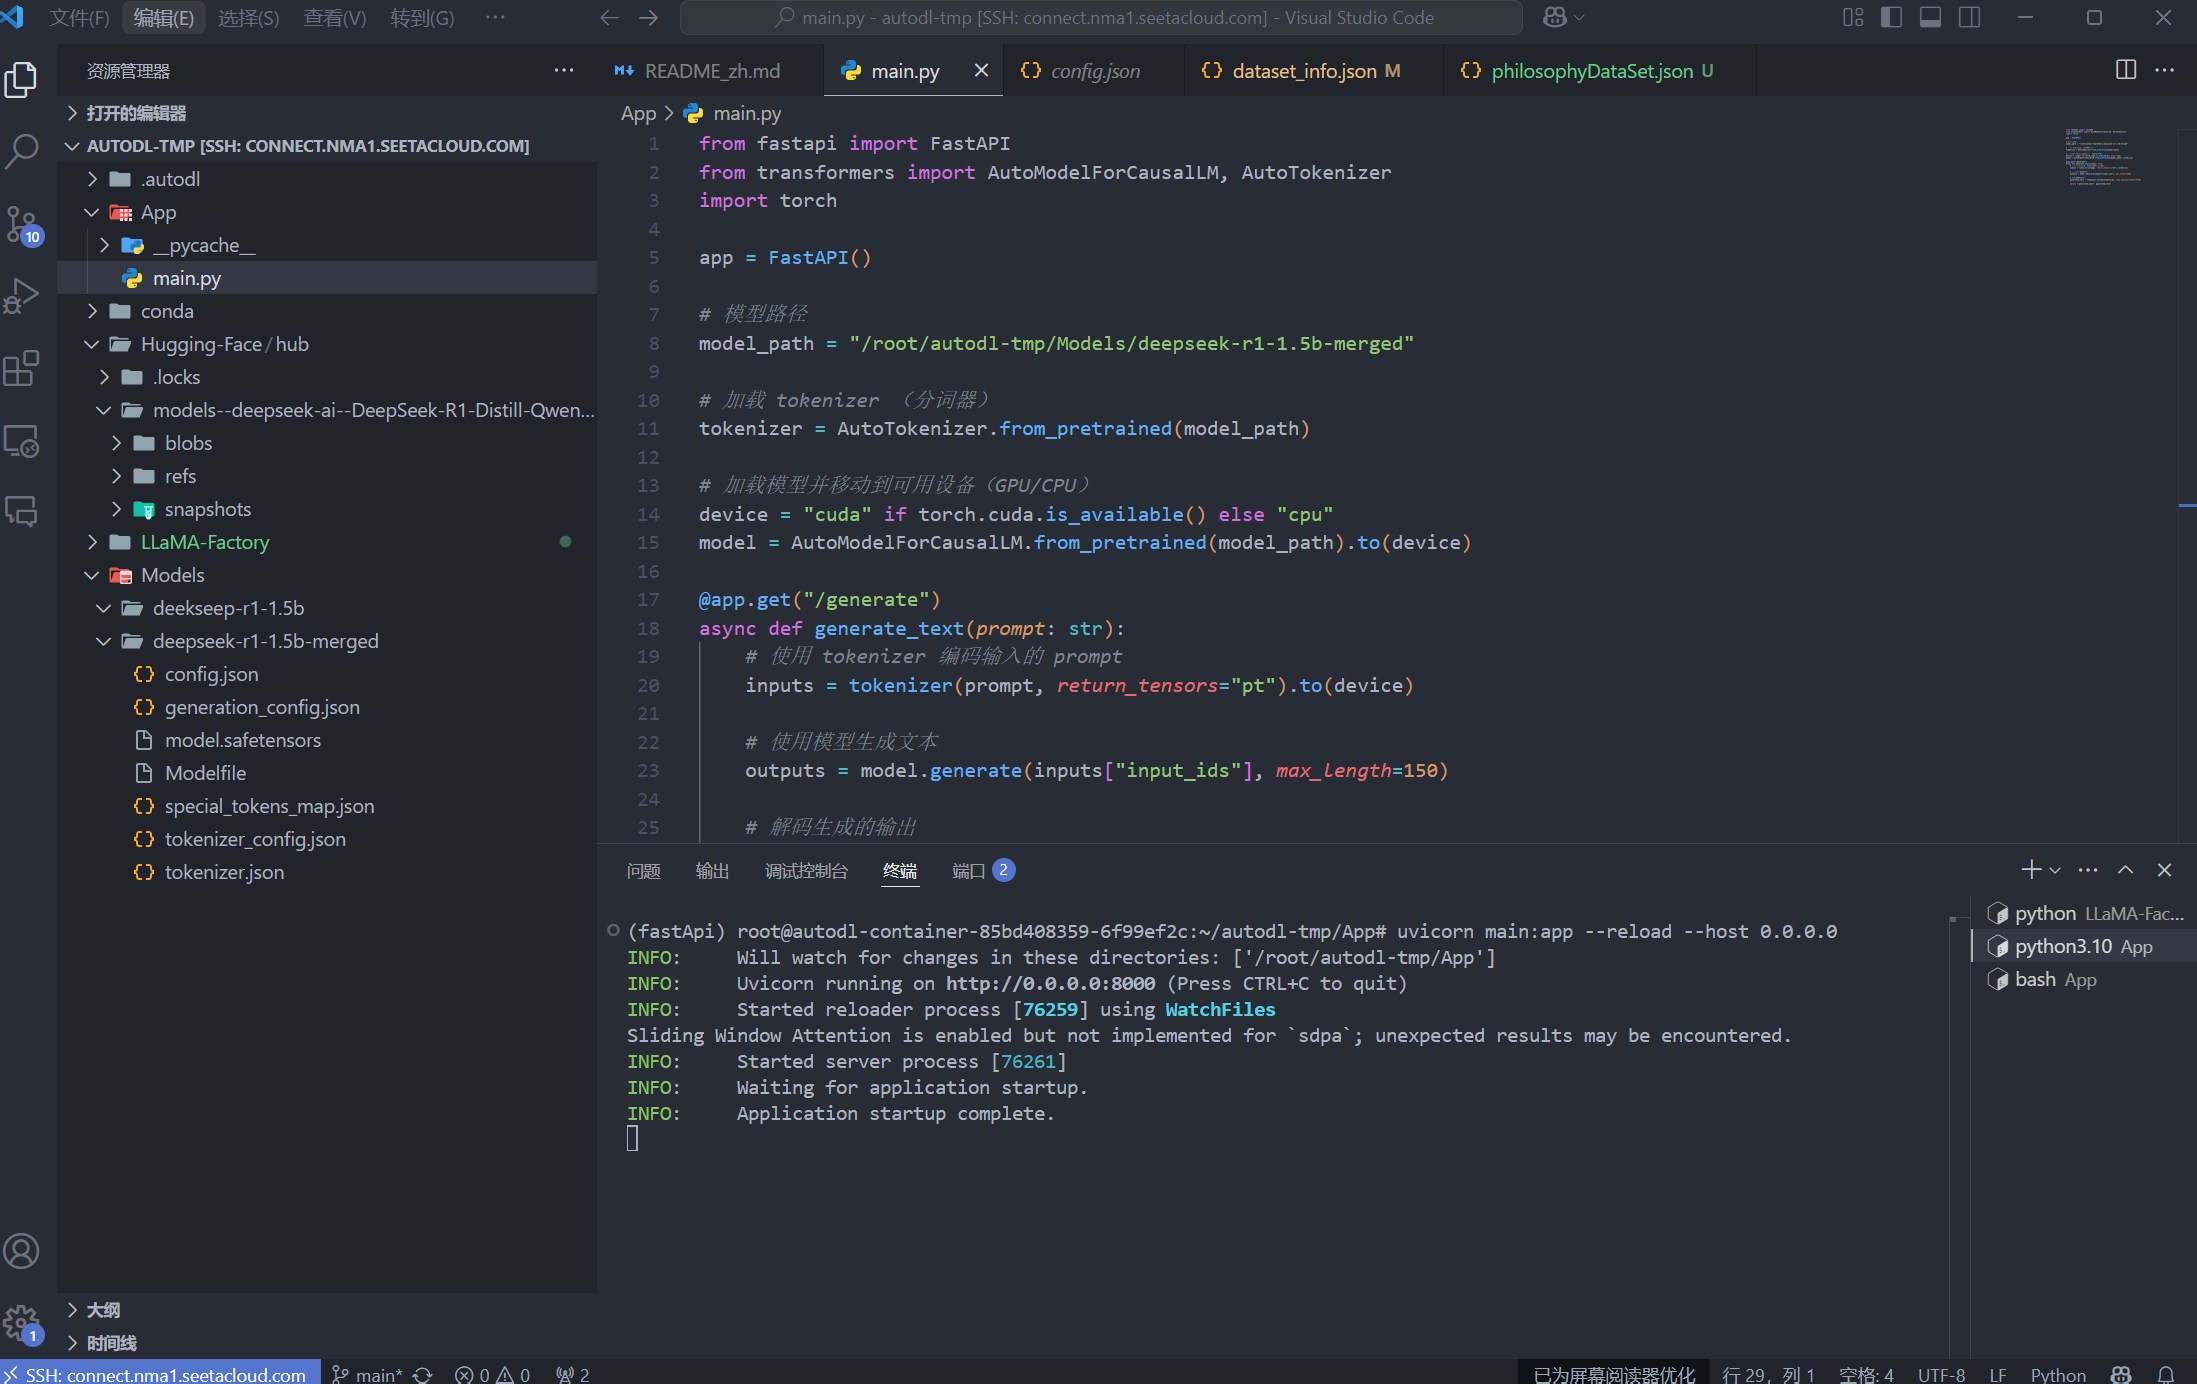 文件(F) 编辑(E) 选择(S) 查看(V) 转到(G) ···
main.py - autodl-tmp [SSH: connect.nma1.seetacloud.com] - Visual Studio Code
资源管理器
打开的编辑器
AUTODL-TMP [SSH: CONNECT.NMA1.SEETACLOUD.COM]
.autodl
App
__pycache__
main.py
conda
Hugging-Face / hub
.locks
models--deepseek-ai--DeepSeek-R1-Distill-Qwen...
blobs
refs
snapshots
LLaMA-Factory
Models
deekseep-r1-1.5b
deepseek-r1-1.5b-merged
config.json
generation_config.json
model.safetensors
Modelfile
special_tokens_map.json
tokenizer_config.json
tokenizer.json
大纲
时间线
10
1
README_zh.md main.py config.json dataset_info.json M philosophyDataSet.json U
App > main.py
1 from fastapi import FastAPI
2 from transformers import AutoModelForCausalLM, AutoTokenizer
3 import torch
4
5 app = FastAPI()
6
7 # 模型路径
8 model_path = "/root/autodl-tmp/Models/deepseek-r1-1.5b-merged"
9
10 # 加载 tokenizer （分词器）
11 tokenizer = AutoTokenizer.from_pretrained(model_path)
12
13 # 加载模型并移动到可用设备（GPU/CPU）
14 device = "cuda" if torch.cuda.is_available() else "cpu"
15 model = AutoModelForCausalLM.from_pretrained(model_path).to(device)
16
17 @app.get("/generate")
18 async def generate_text(prompt: str):
19 # 使用 tokenizer 编码输入的 prompt
20 inputs = tokenizer(prompt, return_tensors="pt").to(device)
21
22 # 使用模型生成文本
23 outputs = model.generate(inputs["input_ids"], max_length=150)
24
25 # 解码生成的输出
问题 输出 调试控制台 终端 端口 2
(fastApi) root@autodl-container-85bd408359-6f99ef2c:~/autodl-tmp/App# uvicorn main:app --reload --host 0.0.0.0
INFO: Will watch for changes in these directories: ['/root/autodl-tmp/App']
INFO: Uvicorn running on http://0.0.0.0:8000 (Press CTRL+C to quit)
INFO: Started reloader process [76259] using WatchFiles
Sliding Window Attention is enabled but not implemented for `sdpa`; unexpected results may be encountered.
INFO: Started server process [76261]
INFO: Waiting for application startup.
INFO: Application startup complete.
python LLaMA-Fac...
python3.10 App
bash App
SSH: connect.nma1.seetacloud.com main* 0 0 2 已为屏幕阅读器优化 行 29，列 1 空格: 4 UTF-8 LF Python